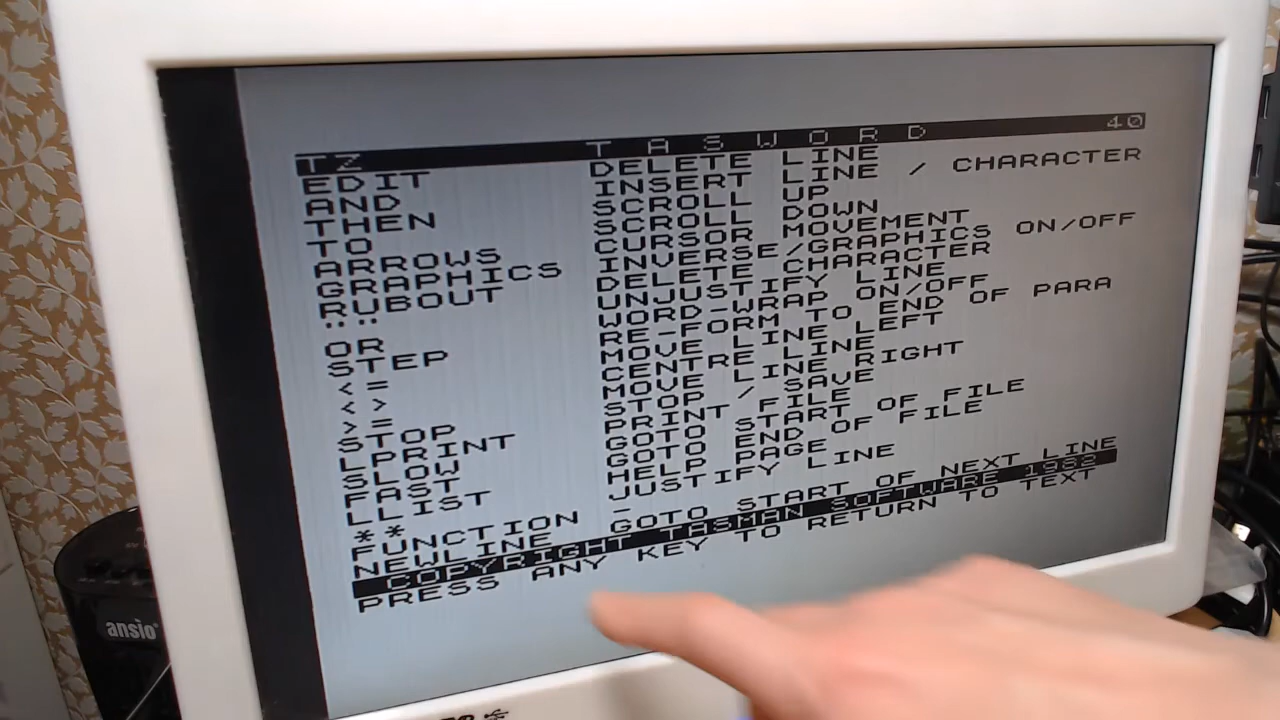 TZ T A S W O R D 40
EDIT DELETE LINE
AND INSERT LINE / CHARACTER
THEN SCROLL UP
TO SCROLL DOWN
ARROWS CURSOR MOVEMENT
GRAPHICS INVERSE/GRAPHICS ON/OFF
RUBOUT DELETE CHARACTER
" " UNJUSTIFY LINE
OR WORD-WRAP ON/OFF
STEP RE-FORM TO END OF PARA
<= MOVE LINE LEFT
<> CENTRE LINE
>= MOVE LINE RIGHT
STOP STOP / SAVE
LPRINT PRINT FILE
SLOW GOTO START OF FILE
FAST GOTO END OF FILE
LLIST HELP PAGE
** JUSTIFY LINE
FUNCTION -
NEWLINE GOTO START OF NEXT LINE
COPYRIGHT TASMAN SOFTWARE 1982
PRESS ANY KEY TO RETURN TO TEXT
ansio